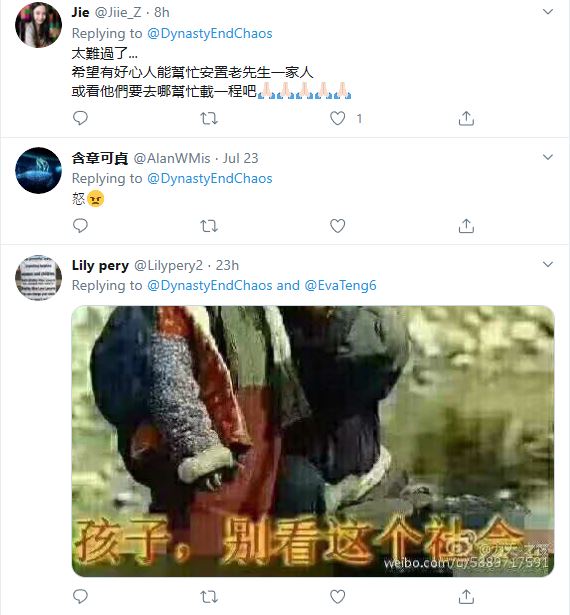 Jie @Jiie_Z · 8h
Replying to @DynastyEndChaos
太難過了...
希望有好心人能幫忙安置老先生一家人
或看他們要去哪幫忙載一程吧🙏🏻🙏🏻🙏🏻🙏🏻🙏🏻
1
含章可貞 @AlanWMis · Jul 23
Replying to @DynastyEndChaos
怒😠
Lily pery @Lilypery2 · 23h
Replying to @DynastyEndChaos and @EvaTeng6
孩子，别看这个社会
weibo.com/u/5389717591